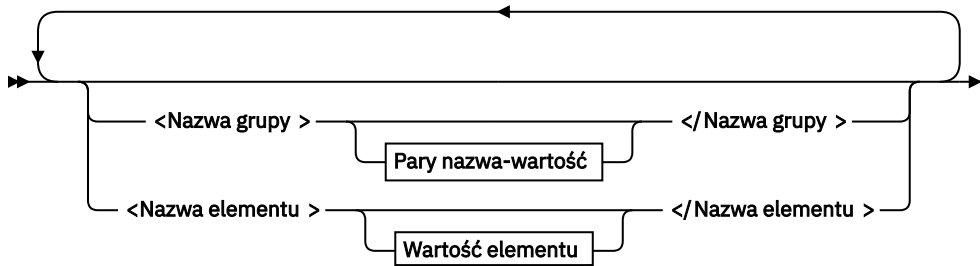 <Nazwa grupy > </Nazwa grupy >
Pary nazwa-wartość
<Nazwa elementu > </Nazwa elementu >
Wartość elementu